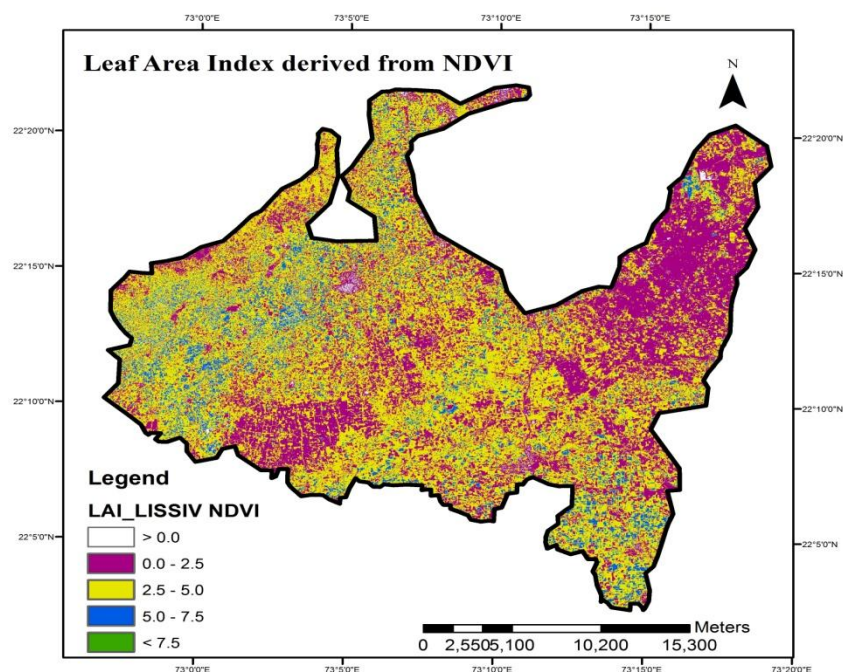 73°0'0"E 73°5'0"E 73°10'0"E 73°15'0"E
Leaf Area Index derived from NDVI
N
22°20'0"N 22°20'0"N
22°15'0"N 22°15'0"N
22°10'0"N 22°10'0"N
22°5'0"N 22°5'0"N
Legend
LAI_LISSIV NDVI
> 0.0
0.0 - 2.5
2.5 - 5.0
5.0 - 7.5
< 7.5
Meters
0 2,5505,100 10,200 15,300
73°0'0"E 73°5'0"E 73°10'0"E 73°15'0"E 73°20'0"E